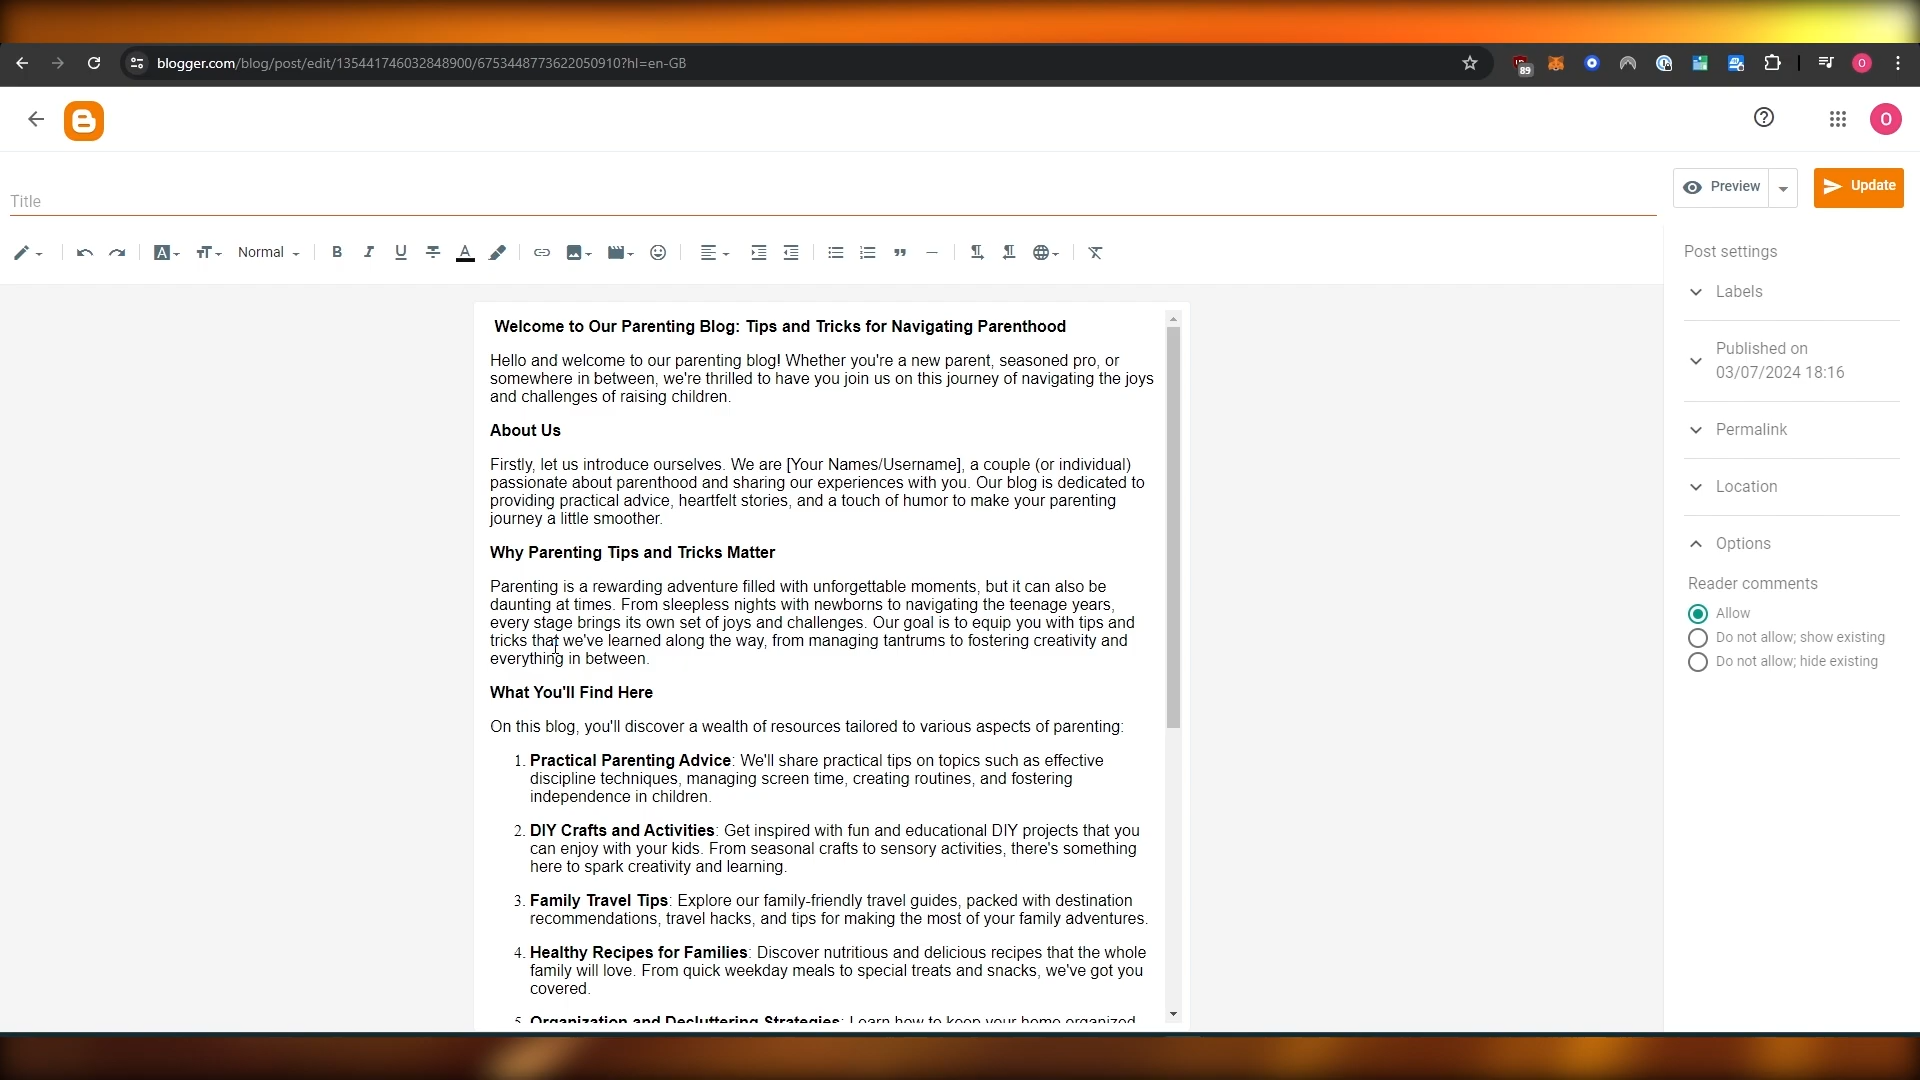 blogger.com/blog/post/edit/135441746032848900/6753448773622050910?hl=en-GB
89
O
O
Title
Preview
Update
Normal
Post settings
Labels
Published on
03/07/2024 18:16
Permalink
Location
Options
Reader comments
Allow
Do not allow; show existing
Do not allow; hide existing
Welcome to Our Parenting Blog: Tips and Tricks for Navigating Parenthood
Hello and welcome to our parenting blog! Whether you're a new parent, seasoned pro, or
somewhere in between, we're thrilled to have you join us on this journey of navigating the joys
and challenges of raising children.
About Us
Firstly, let us introduce ourselves. We are [Your Names/Username], a couple (or individual)
passionate about parenthood and sharing our experiences with you. Our blog is dedicated to
providing practical advice, heartfelt stories, and a touch of humor to make your parenting
journey a little smoother.
Why Parenting Tips and Tricks Matter
Parenting is a rewarding adventure filled with unforgettable moments, but it can also be
daunting at times. From sleepless nights with newborns to navigating the teenage years,
every stage brings its own set of joys and challenges. Our goal is to equip you with tips and
tricks that we've learned along the way, from managing tantrums to fostering creativity and
everything in between.
What You'll Find Here
On this blog, you'll discover a wealth of resources tailored to various aspects of parenting:
1. Practical Parenting Advice: We'll share practical tips on topics such as effective
discipline techniques, managing screen time, creating routines, and fostering
independence in children.
2. DIY Crafts and Activities: Get inspired with fun and educational DIY projects that you
can enjoy with your kids. From seasonal crafts to sensory activities, there's something
here to spark creativity and learning.
3. Family Travel Tips: Explore our family-friendly travel guides, packed with destination
recommendations, travel hacks, and tips for making the most of your family adventures.
4. Healthy Recipes for Families: Discover nutritious and delicious recipes that the whole
family will love. From quick weekday meals to special treats and snacks, we've got you
covered.
5. Organization and Decluttering Strategies: Learn how to keep your home organized